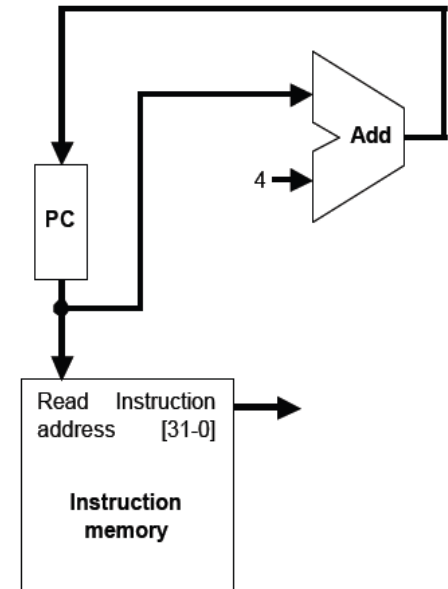 Add
4
PC
Read Instruction
address [31-0]
Instruction
memory